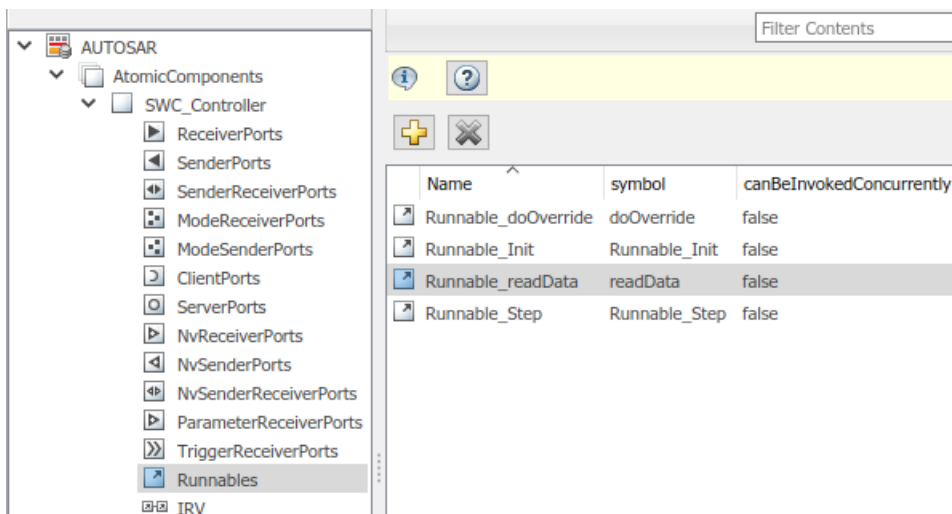 Filter Contents
AUTOSAR
AtomicComponents
SWC_Controller
ReceiverPorts
SenderPorts
SenderReceiverPorts
ModeReceiverPorts
ModeSenderPorts
ClientPorts
ServerPorts
NvReceiverPorts
NvSenderPorts
NvSenderReceiverPorts
ParameterReceiverPorts
TriggerReceiverPorts
Runnables
IRV
Name symbol canBeInvokedConcurrently
Runnable_doOverride doOverride false
Runnable_Init Runnable_Init false
Runnable_readData readData false
Runnable_Step Runnable_Step false